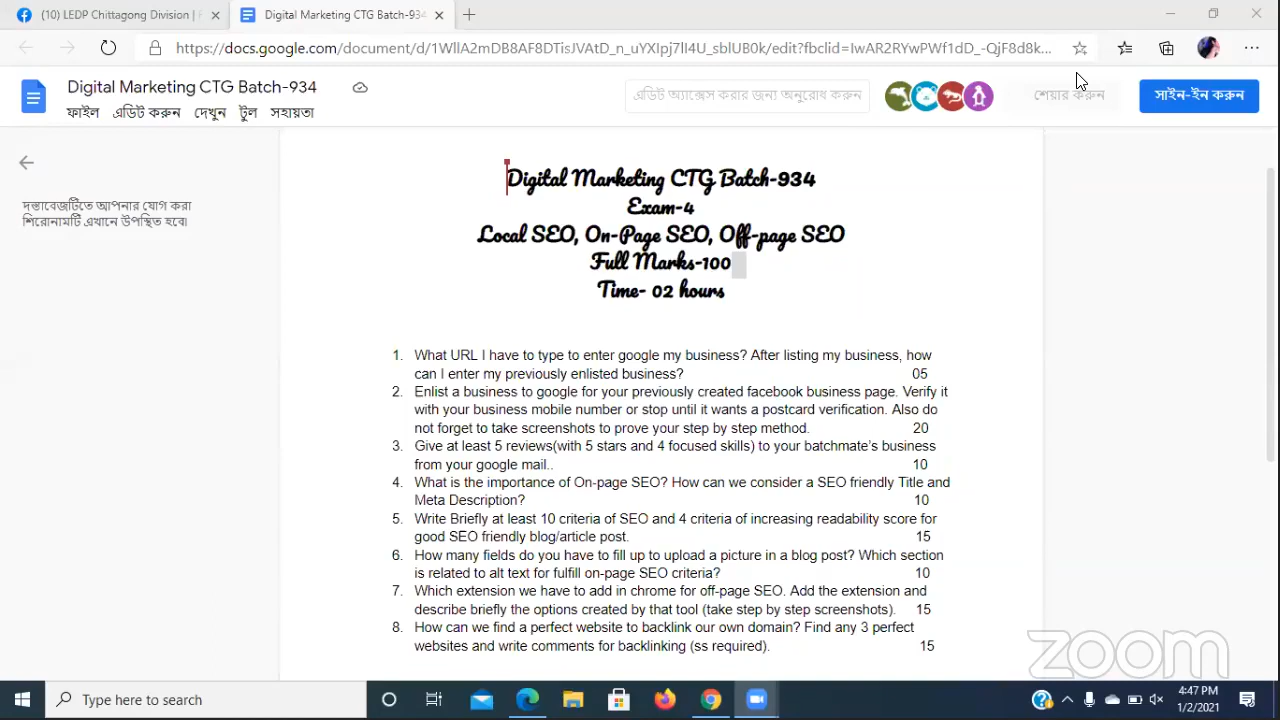 (10) LEDP Chittagong Division | F
Digital Marketing CTG Batch-934
https://docs.google.com/document/d/1WllA2mDB8AF8DTisJVAtD_n_uYXIpj7lI4U_sblUB0k/edit?fbclid=IwAR2RYwPWf1dD_-QjF8d8k...
Digital Marketing CTG Batch-934
ফাইল এডিট করুন দেখুন টুল সহায়তা
এডিট অ্যাক্সেস করার জন্য অনুরোধ করুন
শেয়ার করুন
সাইন-ইন করুন
দস্তাবেজটিতে আপনার যোগ করা
শিরোনামটি এখানে উপস্থিত হবে৷
Digital Marketing CTG Batch-934
Exam-4
Local SEO, On-Page SEO, Off-page SEO
Full Marks-100
Time- 02 hours
1. What URL I have to type to enter google my business? After listing my business, how
can I enter my previously enlisted business? 05
2. Enlist a business to google for your previously created facebook business page. Verify it
with your business mobile number or stop until it wants a postcard verification. Also do
not forget to take screenshots to prove your step by step method. 20
3. Give at least 5 reviews(with 5 stars and 4 focused skills) to your batchmate's business
from your google mail.. 10
4. What is the importance of On-page SEO? How can we consider a SEO friendly Title and
Meta Description? 10
5. Write Briefly at least 10 criteria of SEO and 4 criteria of increasing readability score for
good SEO friendly blog/article post. 15
6. How many fields do you have to fill up to upload a picture in a blog post? Which section
is related to alt text for fulfill on-page SEO criteria? 10
7. Which extension we have to add in chrome for off-page SEO. Add the extension and
describe briefly the options created by that tool (take step by step screenshots). 15
8. How can we find a perfect website to backlink our own domain? Find any 3 perfect
websites and write comments for backlinking (ss required). 15
zoom
Type here to search
4:47 PM
1/2/2021